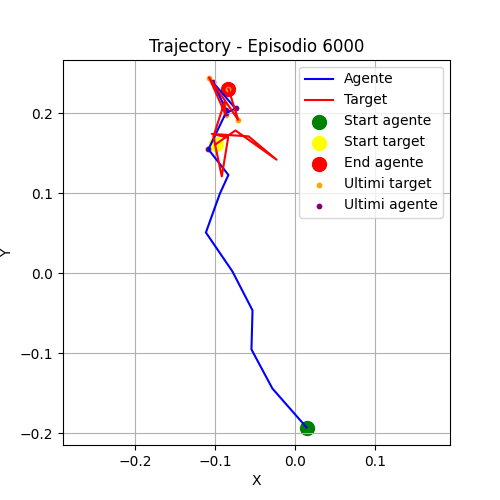 Trajectory - Episodio 6000
Agente
Target
Start agente
Start target
End agente
Ultimi target
Ultimi agente
Y
0.2
0.1
0.0
−0.1
−0.2
−0.2
−0.1
0.0
0.1
X